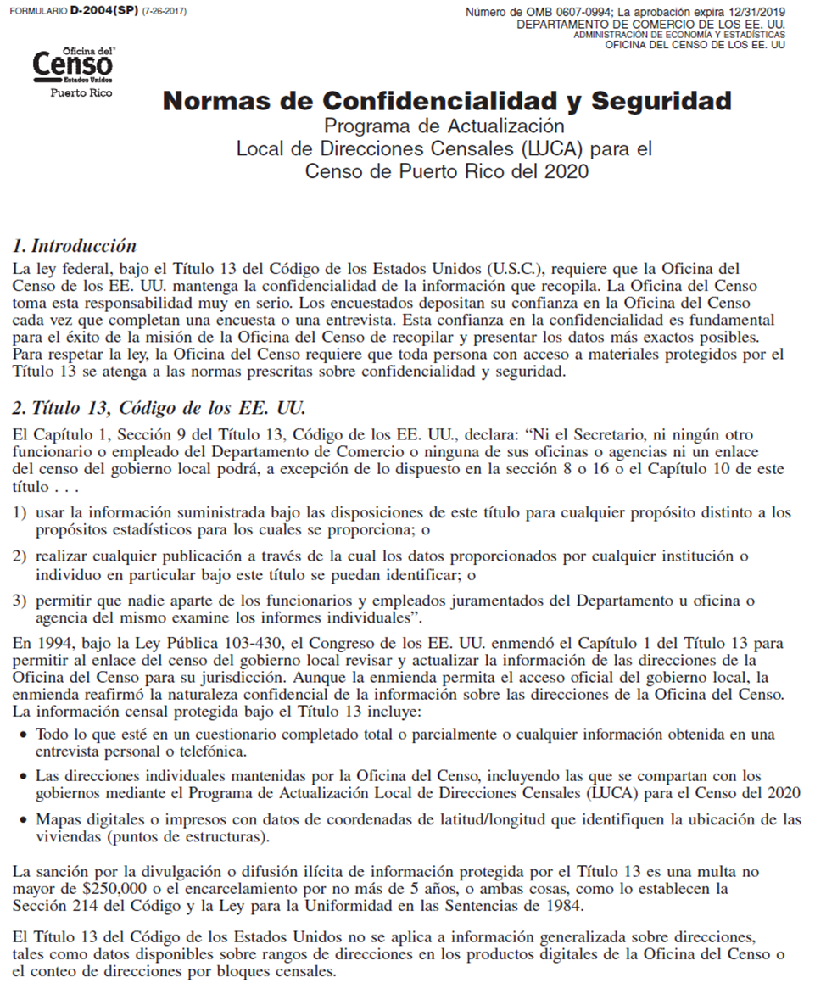 FORMULARIO D-2004(SP) (7-26-2017)
Número de OMB 0607-0994; La aprobación expira 12/31/2019
DEPARTAMENTO DE COMERCIO DE LOS EE. UU.
ADMINISTRACIÓN DE ECONOMÍA Y ESTADÍSTICAS
OFICINA DEL CENSO DE LOS EE. UU
Oficina del
Censo
Estados Unidos
Puerto Rico
Normas de Confidencialidad y Seguridad
Programa de Actualización
Local de Direcciones Censales (LUCA) para el
Censo de Puerto Rico del 2020
1. Introducción
La ley federal, bajo el Título 13 del Código de los Estados Unidos (U.S.C.), requiere que la Oficina del
Censo de los EE. UU. mantenga la confidencialidad de la información que recopila. La Oficina del Censo
toma esta responsabilidad muy en serio. Los encuestados depositan su confianza en la Oficina del Censo
cada vez que completan una encuesta o una entrevista. Esta confianza en la confidencialidad es fundamental
para el éxito de la misión de la Oficina del Censo de recopilar y presentar los datos más exactos posibles.
Para respetar la ley, la Oficina del Censo requiere que toda persona con acceso a materiales protegidos por el
Título 13 se atenga a las normas prescritas sobre confidencialidad y seguridad.
2. Título 13, Código de los EE. UU.
El Capítulo 1, Sección 9 del Título 13, Código de los EE. UU., declara: “Ni el Secretario, ni ningún otro
funcionario o empleado del Departamento de Comercio o ninguna de sus oficinas o agencias ni un enlace
del censo del gobierno local podrá, a excepción de lo dispuesto en la sección 8 o 16 o el Capítulo 10 de este
título . . .
1) usar la información suministrada bajo las disposiciones de este título para cualquier propósito distinto a los
propósitos estadísticos para los cuales se proporciona; o
2) realizar cualquier publicación a través de la cual los datos proporcionados por cualquier institución o
individuo en particular bajo este título se puedan identificar; o
3) permitir que nadie aparte de los funcionarios y empleados juramentados del Departamento u oficina o
agencia del mismo examine los informes individuales”.
En 1994, bajo la Ley Pública 103-430, el Congreso de los EE. UU. enmendó el Capítulo 1 del Título 13 para
permitir al enlace del censo del gobierno local revisar y actualizar la información de las direcciones de la
Oficina del Censo para su jurisdicción. Aunque la enmienda permita el acceso oficial del gobierno local, la
enmienda reafirmó la naturaleza confidencial de la información sobre las direcciones de la Oficina del Censo.
La información censal protegida bajo el Título 13 incluye:
• Todo lo que esté en un cuestionario completado total o parcialmente o cualquier información obtenida en una
entrevista personal o telefónica.
• Las direcciones individuales mantenidas por la Oficina del Censo, incluyendo las que se compartan con los
gobiernos mediante el Programa de Actualización Local de Direcciones Censales (LUCA) para el Censo del 2020
• Mapas digitales o impresos con datos de coordenadas de latitud/longitud que identifiquen la ubicación de las
viviendas (puntos de estructuras).
La sanción por la divulgación o difusión ilícita de información protegida por el Título 13 es una multa no
mayor de $250,000 o el encarcelamiento por no más de 5 años, o ambas cosas, como lo establecen la
Sección 214 del Código y la Ley para la Uniformidad en las Sentencias de 1984.
El Título 13 del Código de los Estados Unidos no se aplica a información generalizada sobre direcciones,
tales como datos disponibles sobre rangos de direcciones en los productos digitales de la Oficina del Censo o
el conteo de direcciones por bloques censales.